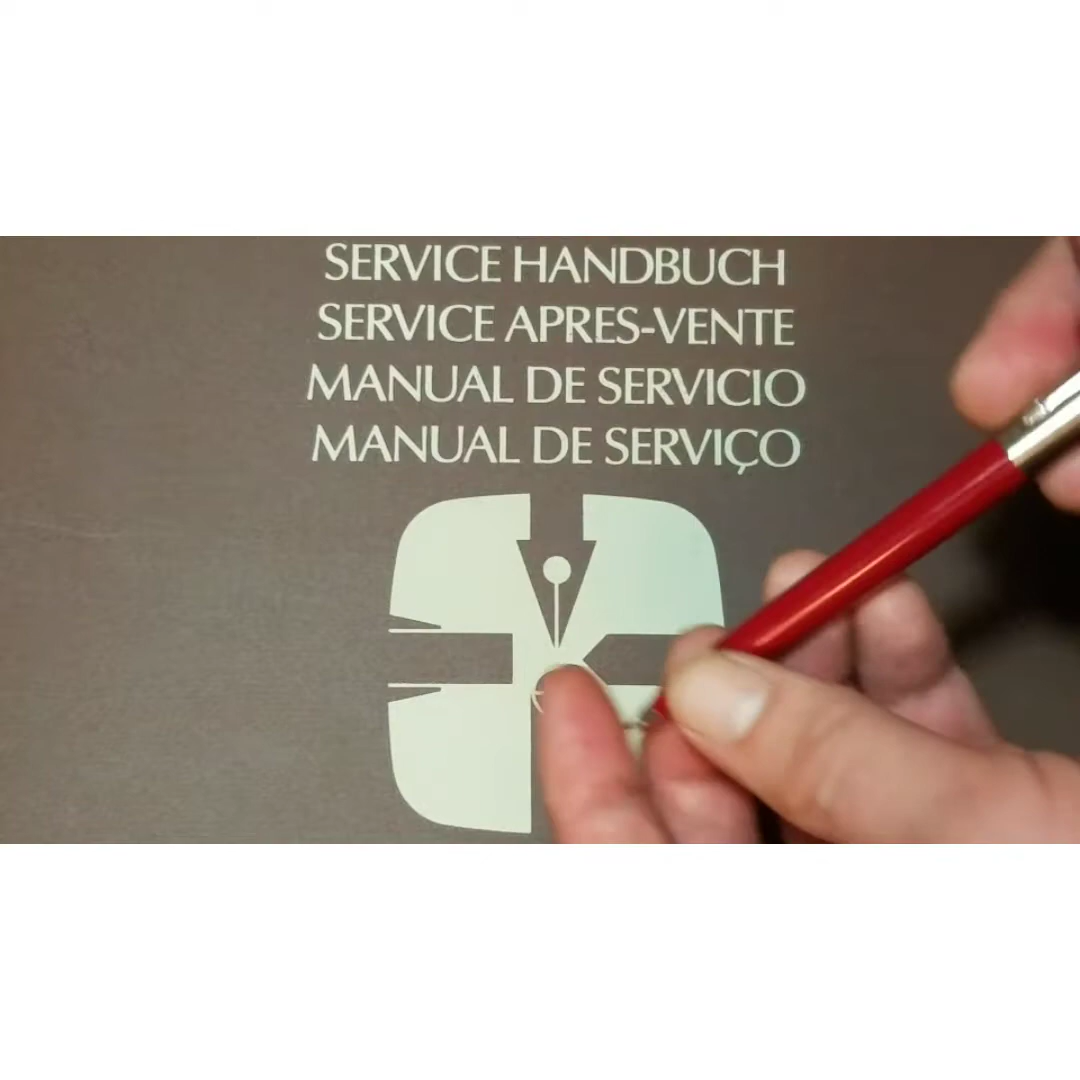 SERVICE HANDBUCH
SERVICE APRES-VENTE
MANUAL DE SERVICIO
MANUAL DE SERVIÇO